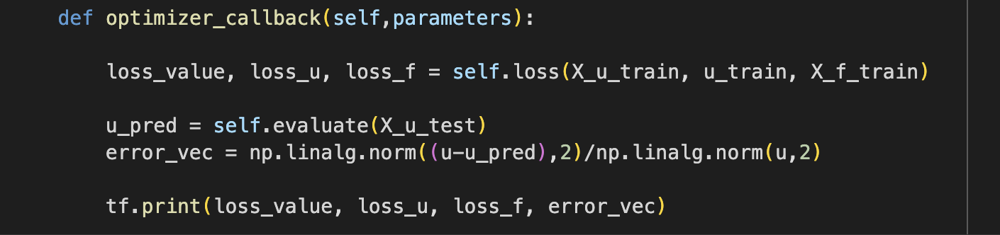 def optimizer_callback(self,parameters):
loss_value, loss_u, loss_f = self.loss(X_u_train, u_train, X_f_train)
u_pred = self.evaluate(X_u_test)
error_vec = np.linalg.norm((u-u_pred),2)/np.linalg.norm(u,2)
tf.print(loss_value, loss_u, loss_f, error_vec)